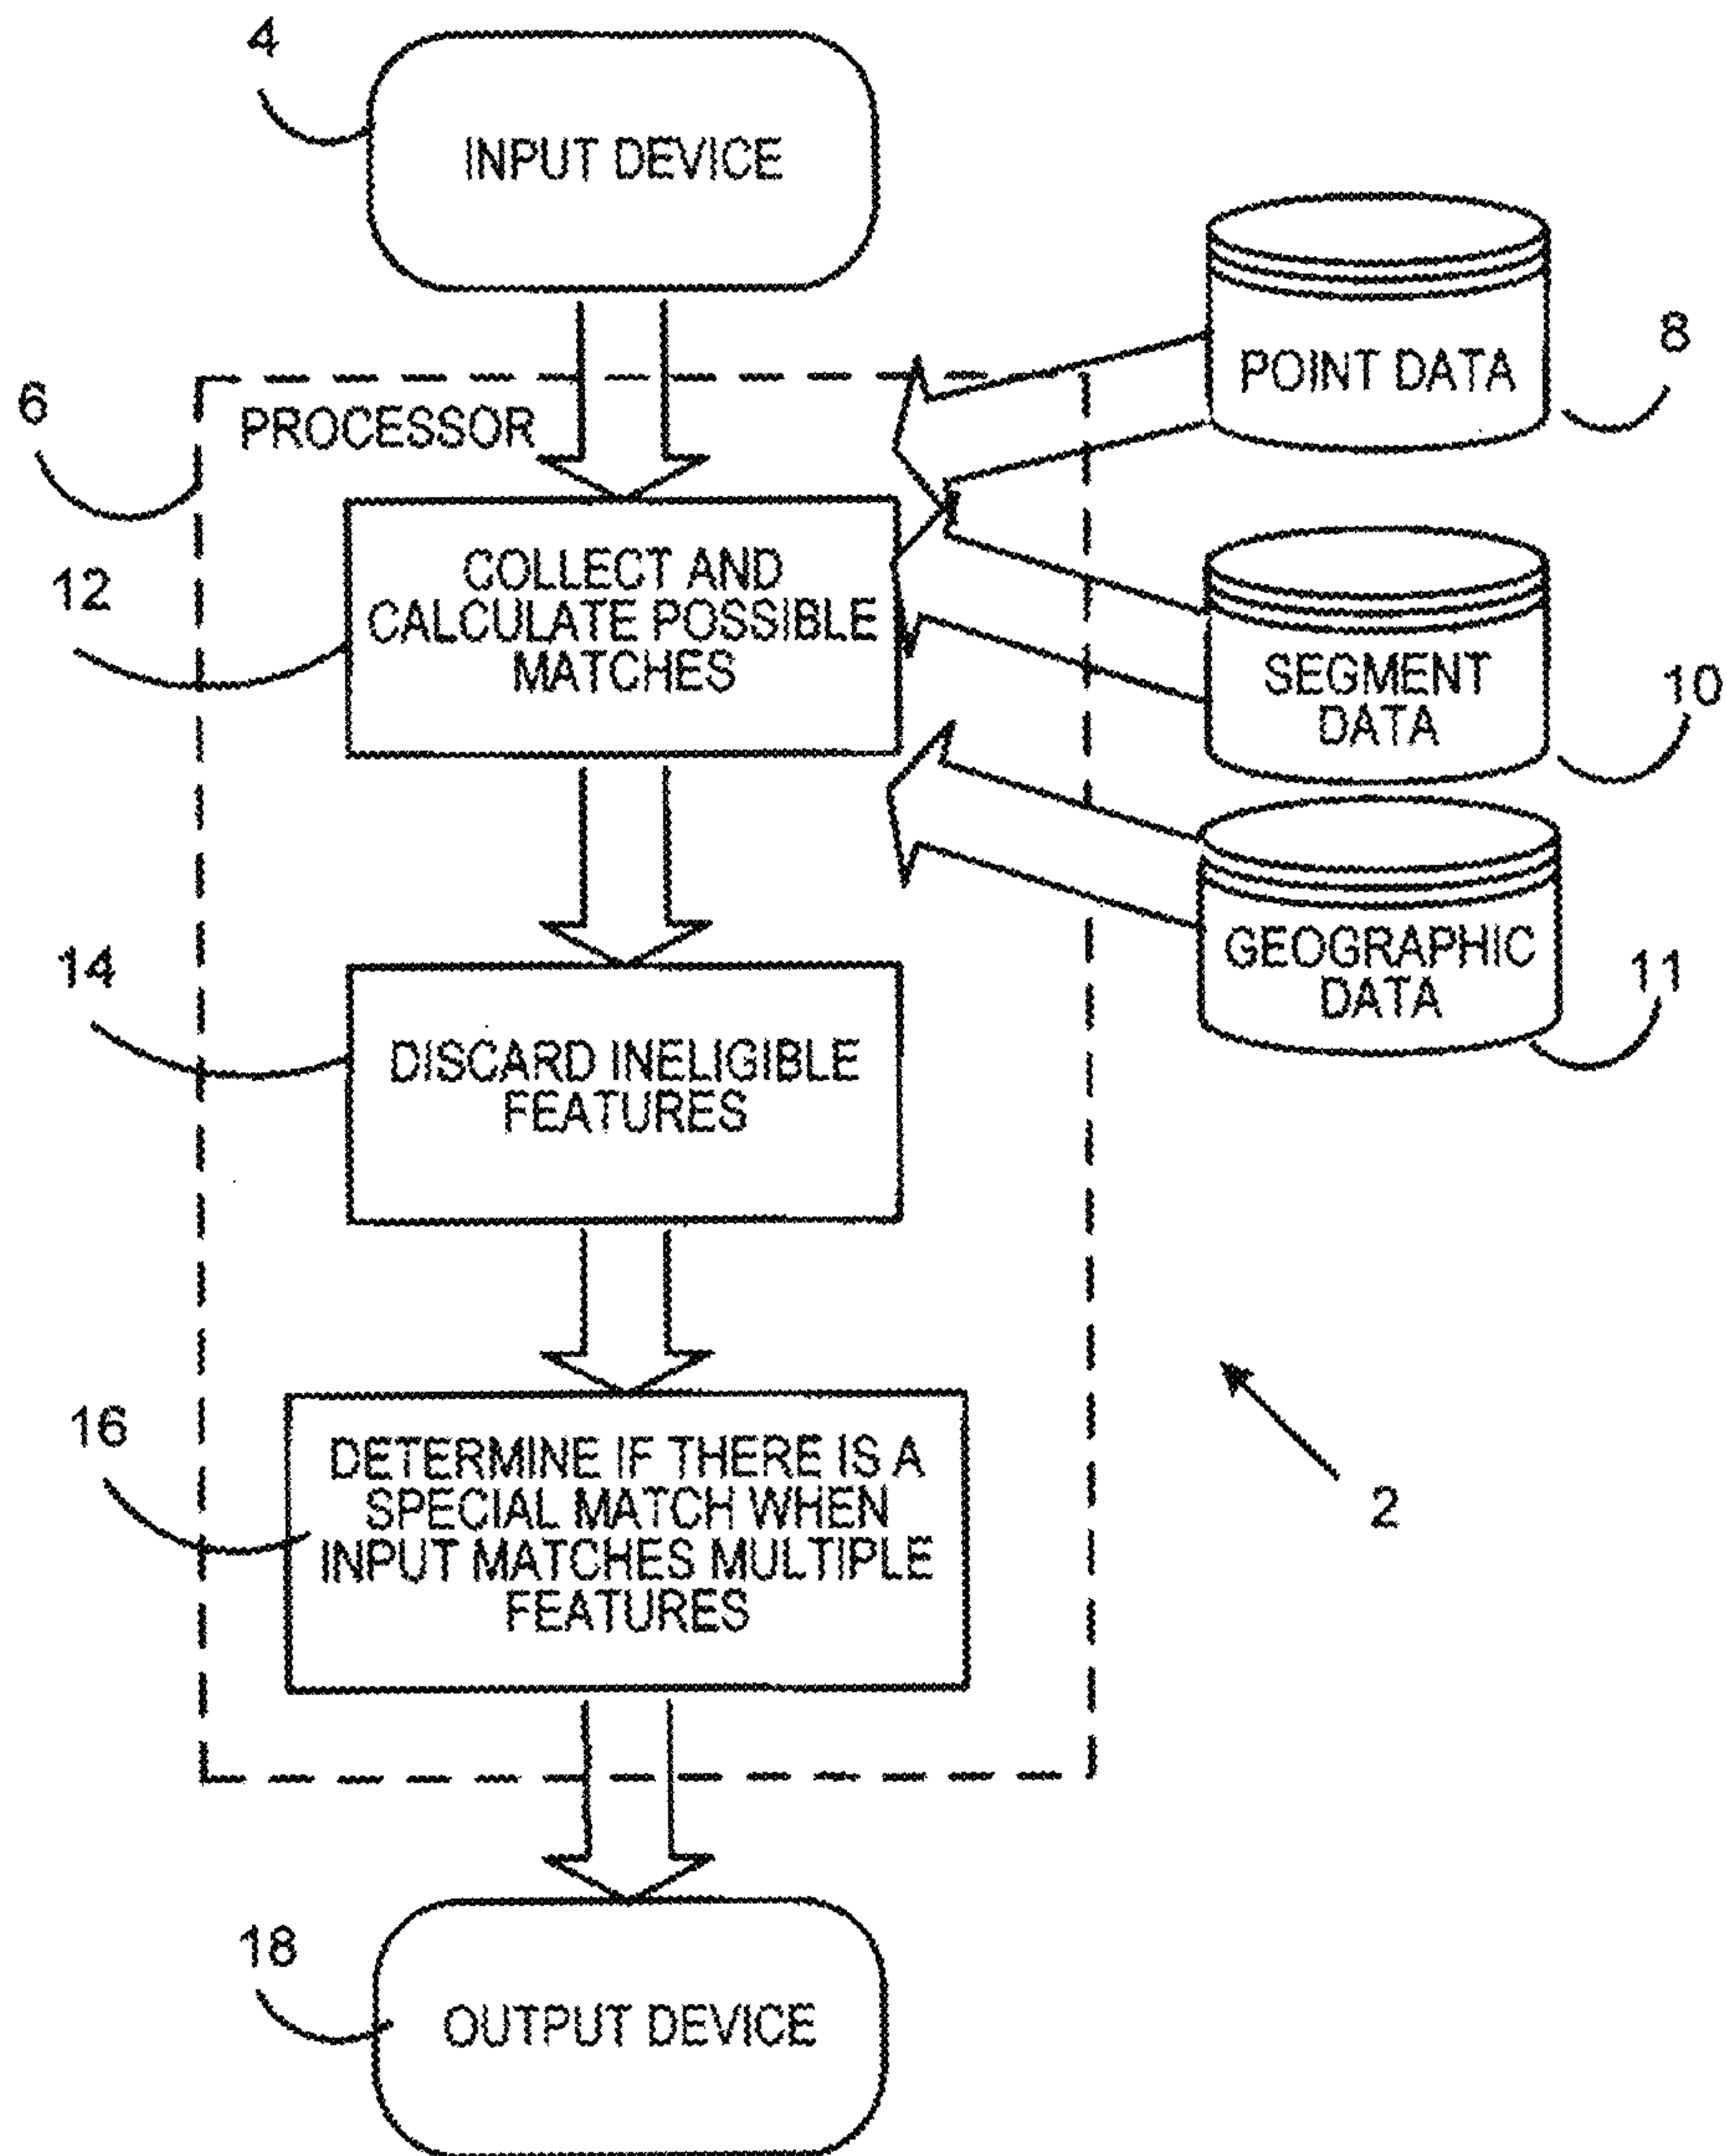 4
INPUT DEVICE
POINT DATA
8
6
PROCESSOR
12
COLLECT AND
CALCULATE POSSIBLE
MATCHES
SEGMENT
DATA
10
GEOGRAPHIC
DATA
11
14
DISCARD INELIGIBLE
FEATURES
16
DETERMINE IF THERE IS A
SPECIAL MATCH WHEN
INPUT MATCHES MULTIPLE
FEATURES
2
18
OUTPUT DEVICE